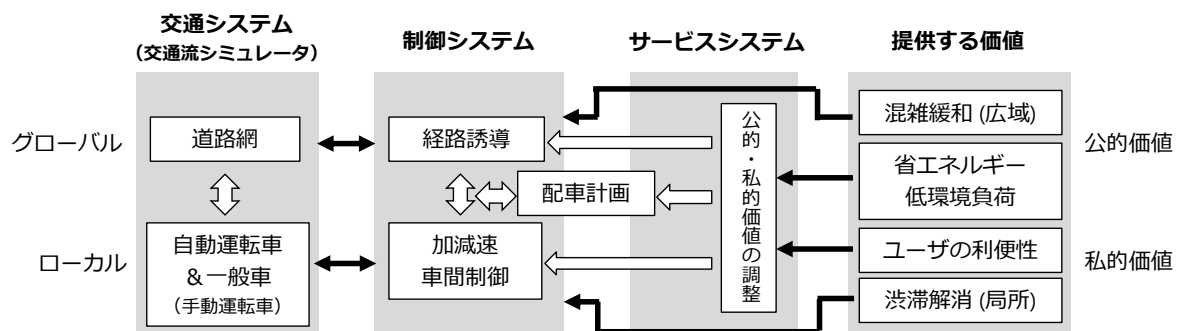 交通システム
（交通流シミュレータ）
制御システム
サービスシステム
提供する価値
グローバル
道路網
経路誘導
配車計画
公的・私的価値の調整
混雑緩和 (広域)
省エネルギー
低環境負荷
公的価値
ローカル
自動運転車
＆一般車
（手動運転車）
加減速
車間制御
ユーザの利便性
渋滞解消 (局所)
私的価値